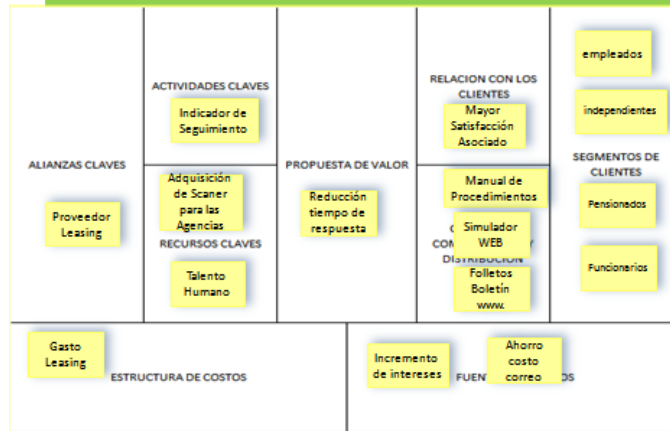 empleados
ACTIVIDADES CLAVES
RELACION CON LOS
CLIENTES
Indicador de
Seguimiento
Mayor
Satisfacción
Asociado
independientes
ALIANZAS CLAVES
PROPUESTA DE VALOR
SEGMENTOS DE
CLIENTES
Adquisición
de Scaner
para las
Agencias
Manual de
Procedimientos
Proveedor
Leasing
Reducción
tiempo de
respuesta
Pensionados
RECURSOS CLAVES
Simulador
WEB
Y
DISTRIBUCION
Talento
Humano
Folletos
Boletín
www.
Funcionarios
Gasto
Leasing
ESTRUCTURA DE COSTOS
Incremento
de intereses
Ahorro
costo
correo